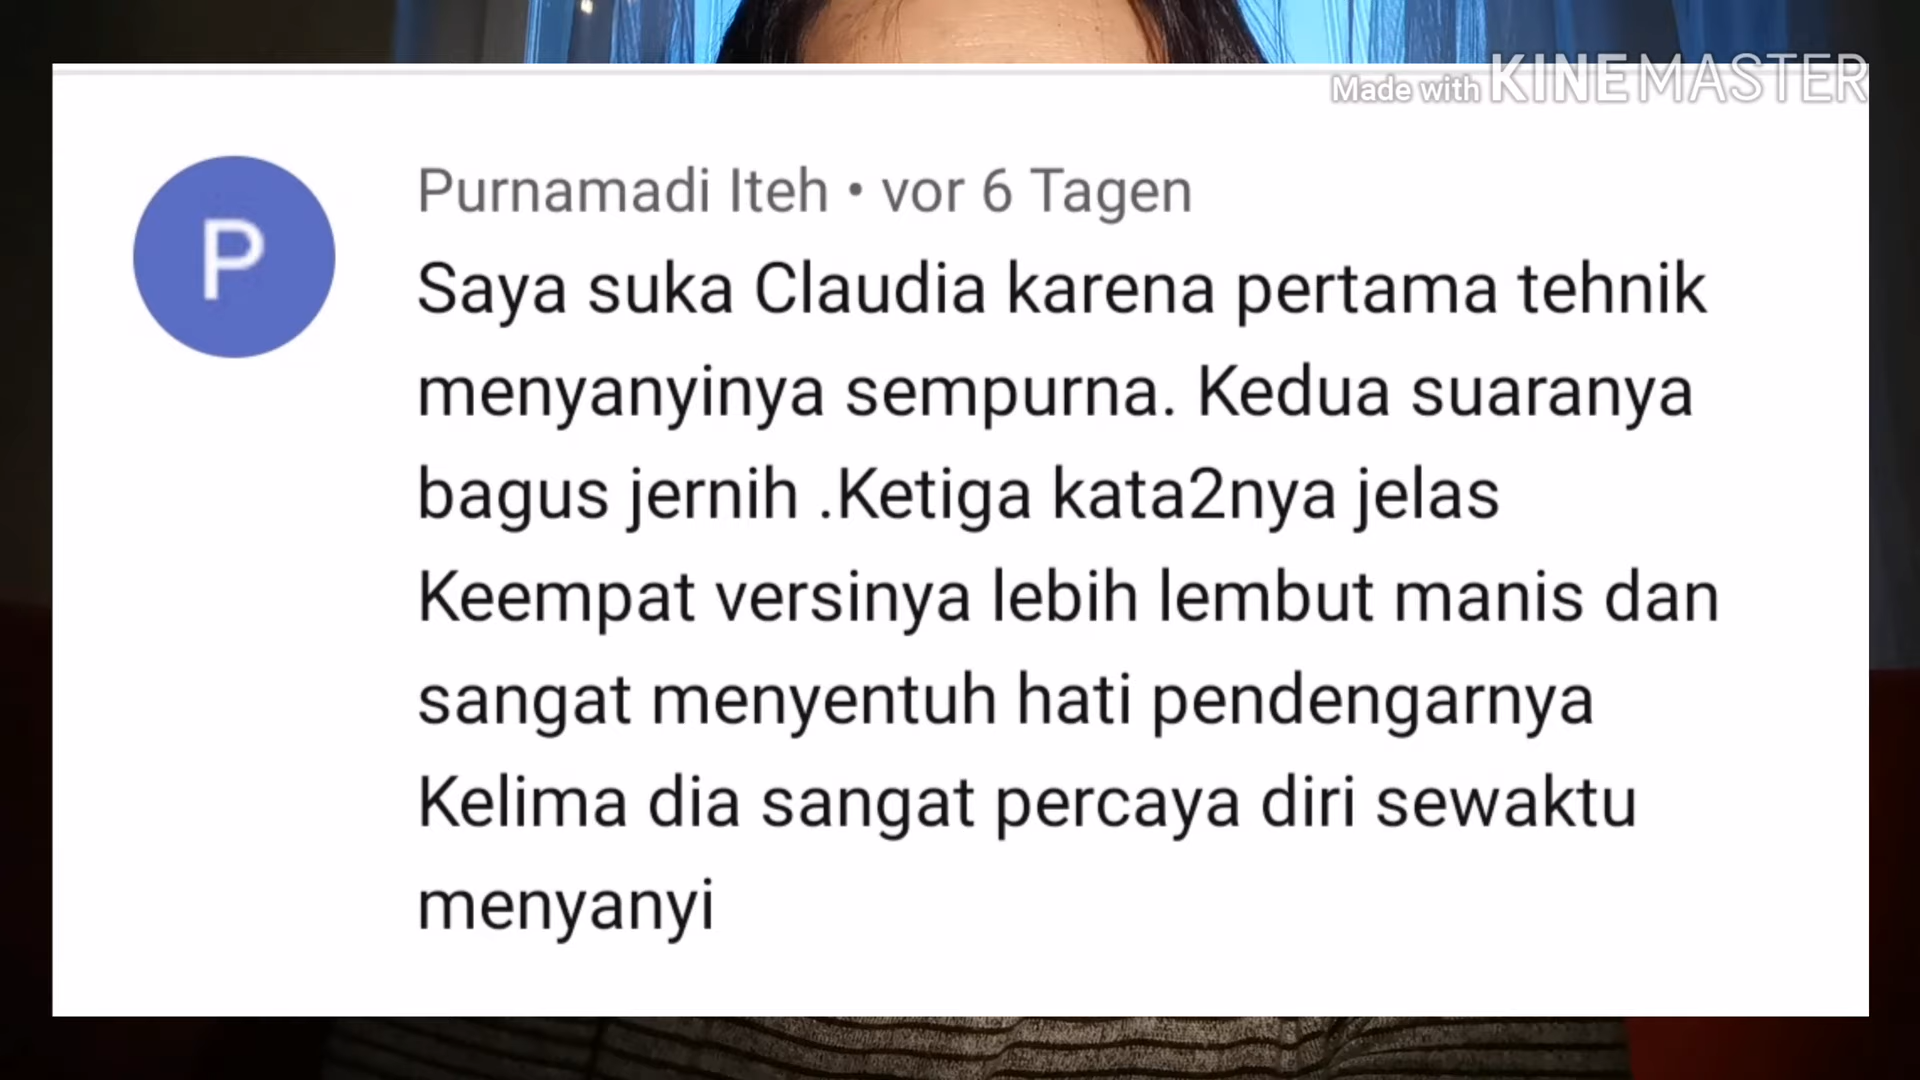 Made with KINEMASTER
P
Purnamadi Iteh • vor 6 Tagen
Saya suka Claudia karena pertama tehnik
menyanyinya sempurna. Kedua suaranya
bagus jernih .Ketiga kata2nya jelas
Keempat versinya lebih lembut manis dan
sangat menyentuh hati pendengarnya
Kelima dia sangat percaya diri sewaktu
menyanyi